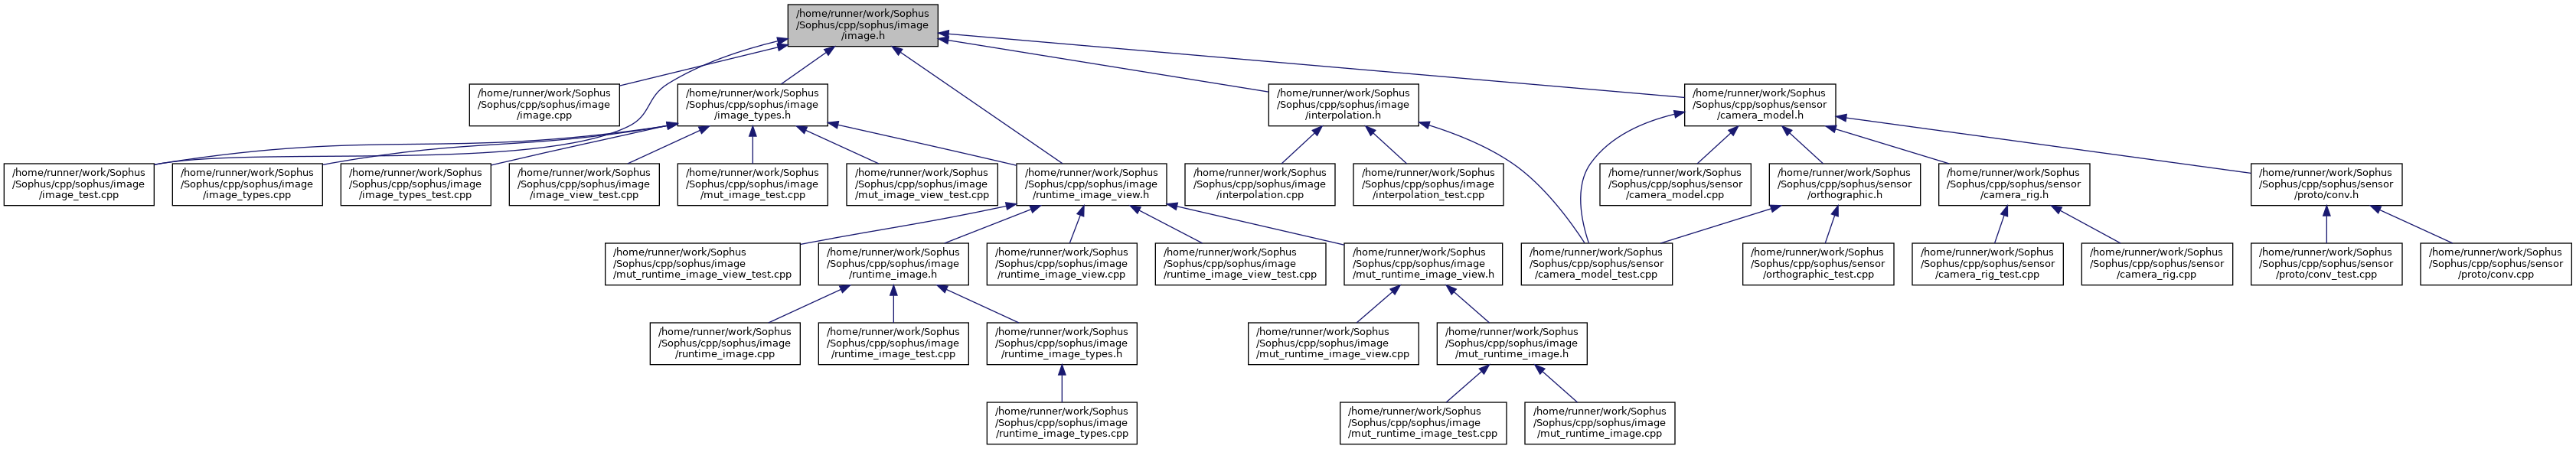 /home/runner/work/Sophus
/Sophus/cpp/sophus/image
/image.h
/home/runner/work/Sophus
/Sophus/cpp/sophus/image
/image.cpp
/home/runner/work/Sophus
/Sophus/cpp/sophus/image
/image_types.h
/home/runner/work/Sophus
/Sophus/cpp/sophus/image
/interpolation.h
/home/runner/work/Sophus
/Sophus/cpp/sophus/sensor
/camera_model.h
/home/runner/work/Sophus
/Sophus/cpp/sophus/image
/image_test.cpp
/home/runner/work/Sophus
/Sophus/cpp/sophus/image
/image_types.cpp
/home/runner/work/Sophus
/Sophus/cpp/sophus/image
/image_types_test.cpp
/home/runner/work/Sophus
/Sophus/cpp/sophus/image
/image_view_test.cpp
/home/runner/work/Sophus
/Sophus/cpp/sophus/image
/mut_image_test.cpp
/home/runner/work/Sophus
/Sophus/cpp/sophus/image
/mut_image_view_test.cpp
/home/runner/work/Sophus
/Sophus/cpp/sophus/image
/runtime_image_view.h
/home/runner/work/Sophus
/Sophus/cpp/sophus/image
/interpolation.cpp
/home/runner/work/Sophus
/Sophus/cpp/sophus/image
/interpolation_test.cpp
/home/runner/work/Sophus
/Sophus/cpp/sophus/sensor
/camera_model.cpp
/home/runner/work/Sophus
/Sophus/cpp/sophus/sensor
/orthographic.h
/home/runner/work/Sophus
/Sophus/cpp/sophus/sensor
/camera_rig.h
/home/runner/work/Sophus
/Sophus/cpp/sophus/sensor
/proto/conv.h
/home/runner/work/Sophus
/Sophus/cpp/sophus/image
/mut_runtime_image_view_test.cpp
/home/runner/work/Sophus
/Sophus/cpp/sophus/image
/runtime_image.h
/home/runner/work/Sophus
/Sophus/cpp/sophus/image
/runtime_image_view.cpp
/home/runner/work/Sophus
/Sophus/cpp/sophus/image
/runtime_image_view_test.cpp
/home/runner/work/Sophus
/Sophus/cpp/sophus/image
/mut_runtime_image_view.h
/home/runner/work/Sophus
/Sophus/cpp/sophus/sensor
/camera_model_test.cpp
/home/runner/work/Sophus
/Sophus/cpp/sophus/sensor
/orthographic_test.cpp
/home/runner/work/Sophus
/Sophus/cpp/sophus/sensor
/camera_rig_test.cpp
/home/runner/work/Sophus
/Sophus/cpp/sophus/sensor
/camera_rig.cpp
/home/runner/work/Sophus
/Sophus/cpp/sophus/sensor
/proto/conv_test.cpp
/home/runner/work/Sophus
/Sophus/cpp/sophus/sensor
/proto/conv.cpp
/home/runner/work/Sophus
/Sophus/cpp/sophus/image
/runtime_image.cpp
/home/runner/work/Sophus
/Sophus/cpp/sophus/image
/runtime_image_test.cpp
/home/runner/work/Sophus
/Sophus/cpp/sophus/image
/runtime_image_types.h
/home/runner/work/Sophus
/Sophus/cpp/sophus/image
/mut_runtime_image_view.cpp
/home/runner/work/Sophus
/Sophus/cpp/sophus/image
/mut_runtime_image.h
/home/runner/work/Sophus
/Sophus/cpp/sophus/image
/runtime_image_types.cpp
/home/runner/work/Sophus
/Sophus/cpp/sophus/image
/mut_runtime_image_test.cpp
/home/runner/work/Sophus
/Sophus/cpp/sophus/image
/mut_runtime_image.cpp